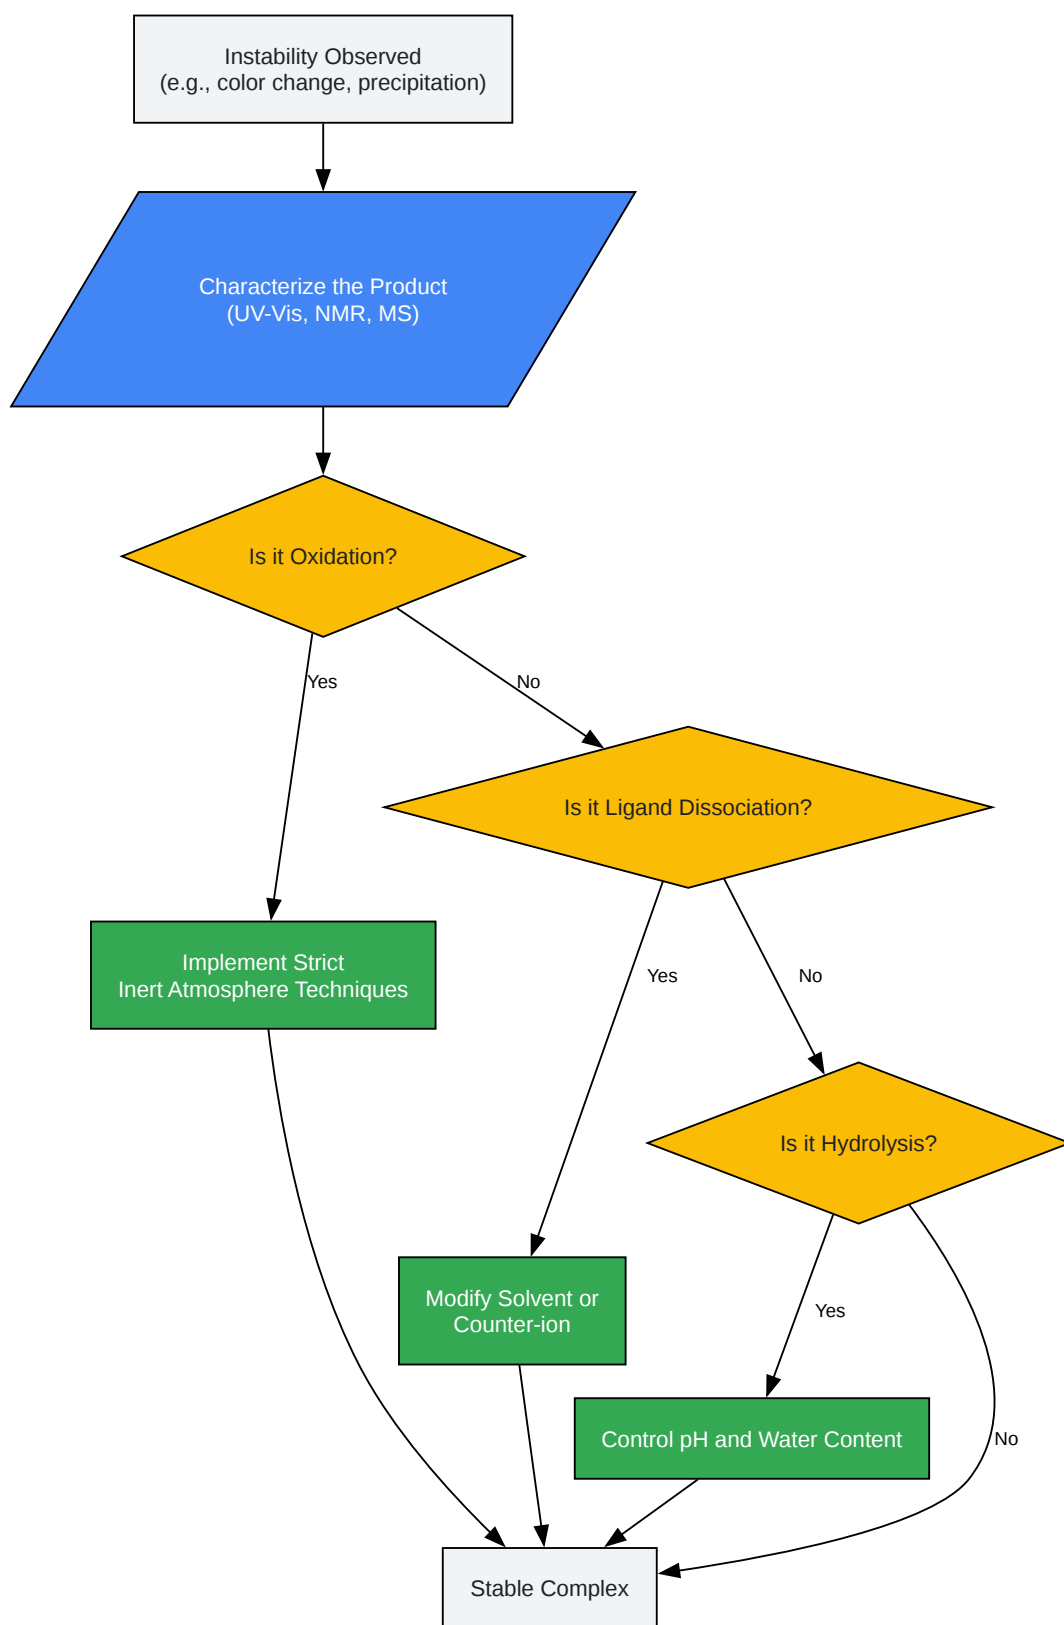 Instability Observed
(e.g., color change, precipitation)
Characterize the Product
(UV-Vis, NMR, MS)
Is it Oxidation?
Yes
No
Is it Ligand Dissociation?
Implement Strict
Inert Atmosphere Techniques
Yes
No
Is it Hydrolysis?
Modify Solvent or
Counter-ion
Yes
Control pH and Water Content
No
Stable Complex